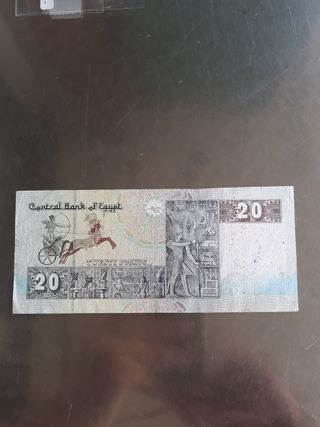 Central Bank of Egypt
20
TWENTY POUNDS
20